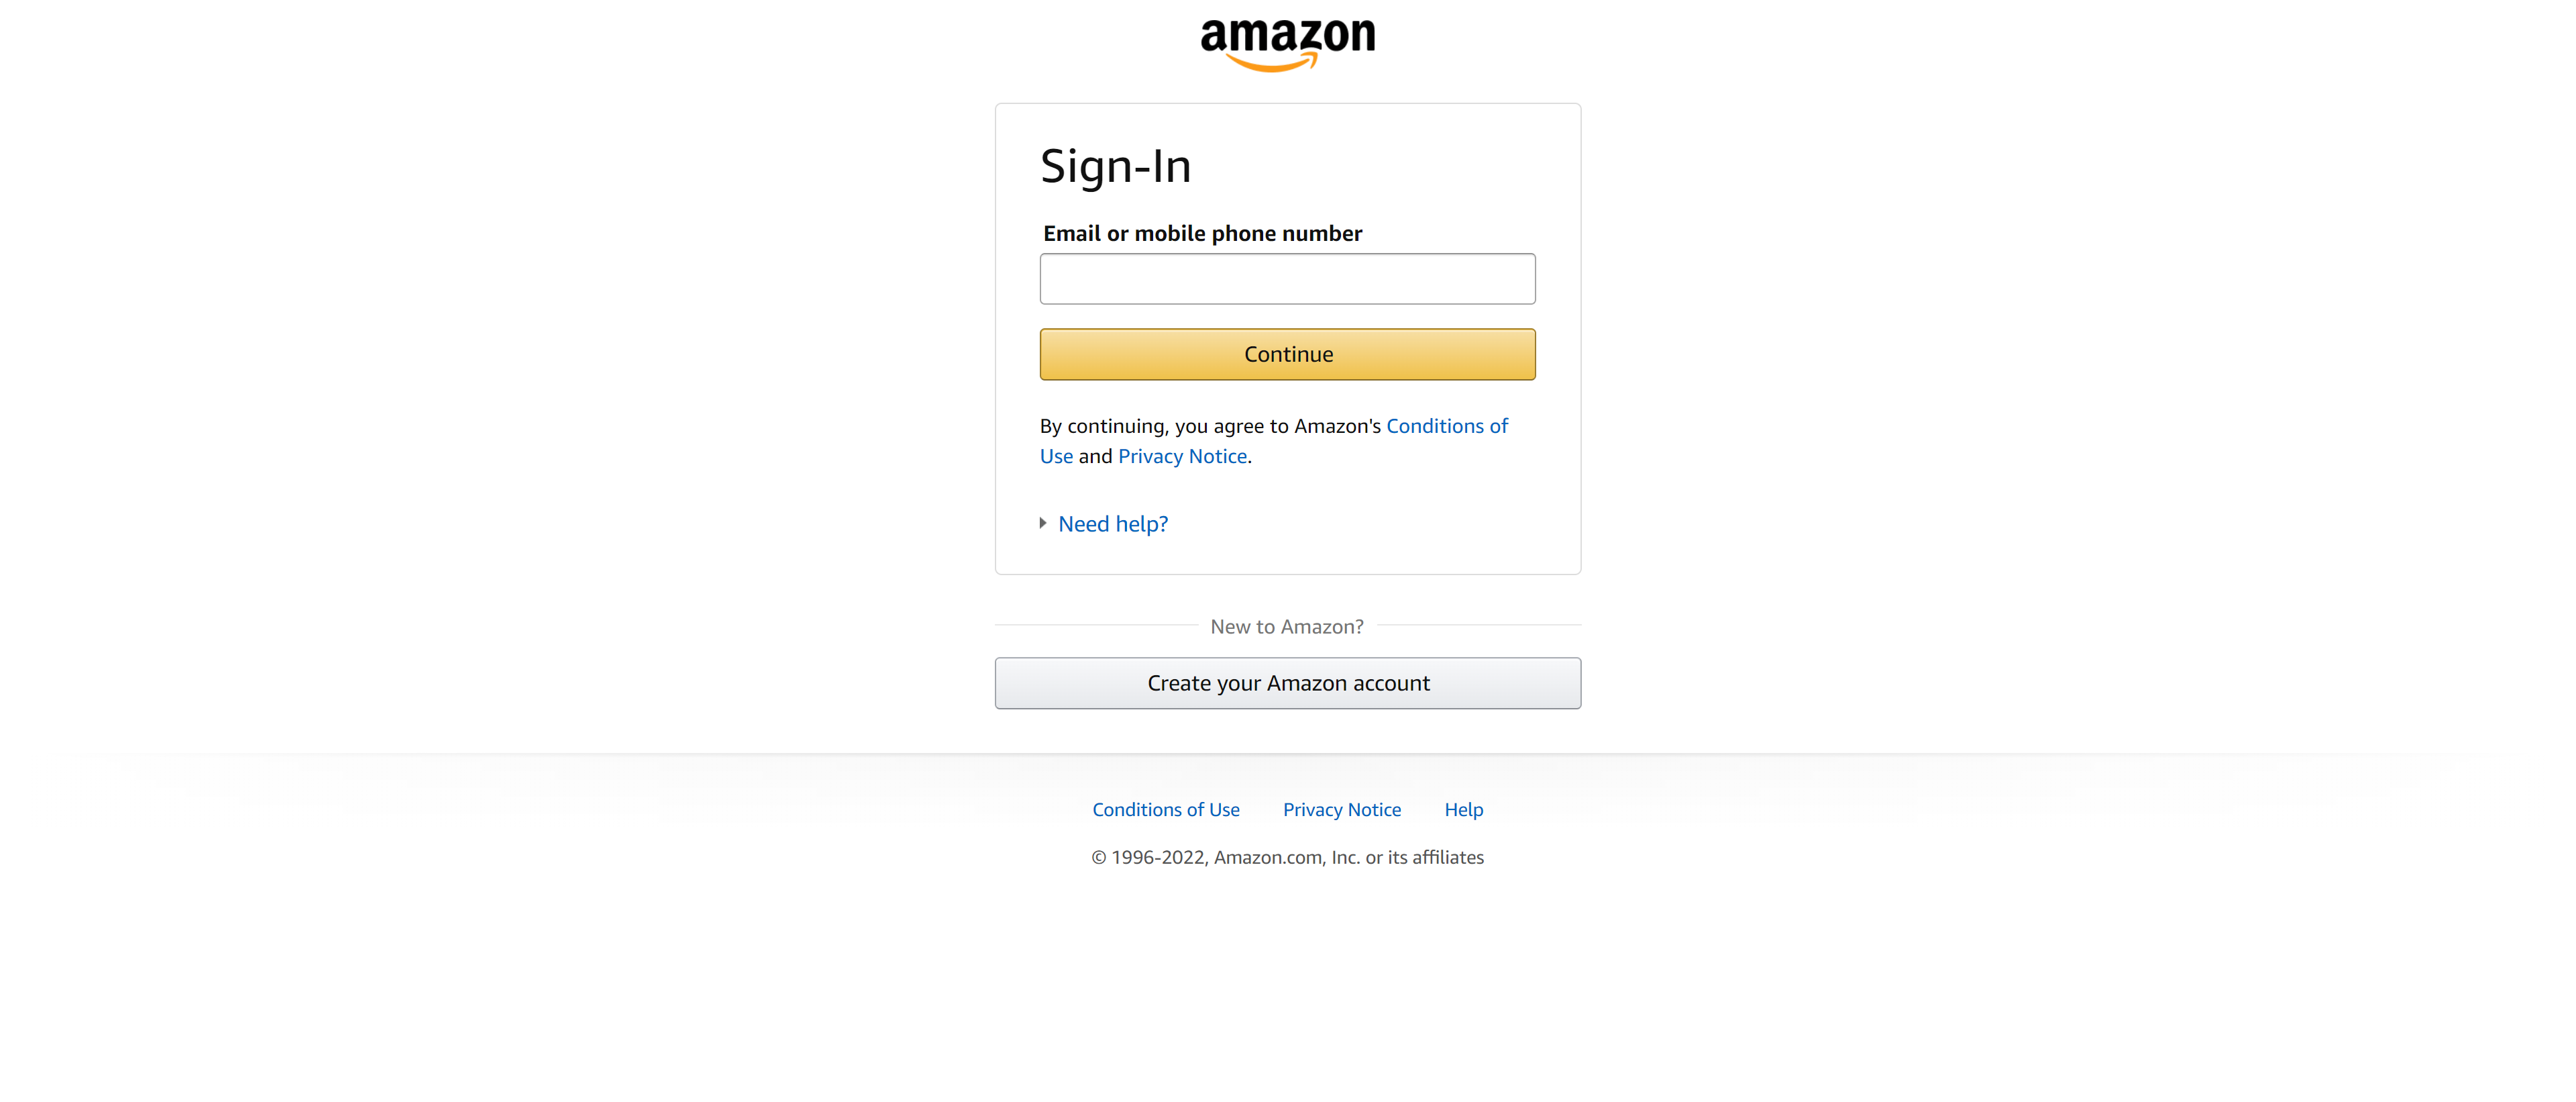 amazon
Sign-In
Email or mobile phone number
Continue
By continuing, you agree to Amazon's Conditions of
Use and Privacy Notice.
Need help?
New to Amazon?
Create your Amazon account
Conditions of Use Privacy Notice Help
© 1996-2022, Amazon.com, Inc. or its affiliates